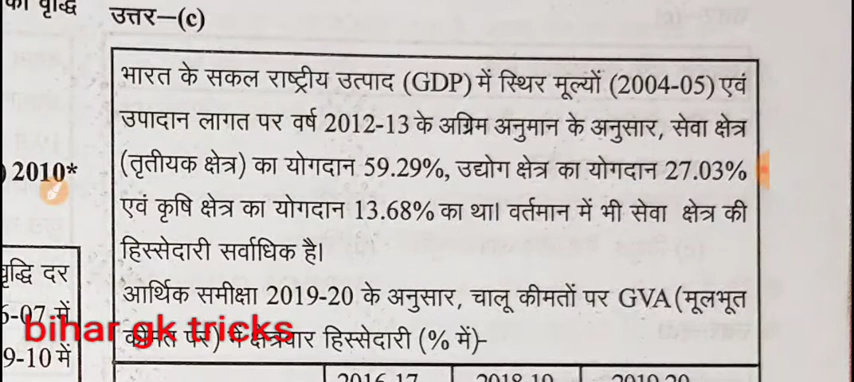 की वृद्धि
उत्तर–(c)
भारत के सकल राष्ट्रीय उत्पाद (GDP) में स्थिर मूल्यों (2004-05) एवं
उपादान लागत पर वर्ष 2012-13 के अग्रिम अनुमान के अनुसार, सेवा क्षेत्र
(तृतीयक क्षेत्र) का योगदान 59.29%, उद्योग क्षेत्र का योगदान 27.03%
एवं कृषि क्षेत्र का योगदान 13.68% का था। वर्तमान में भी सेवा क्षेत्र की
हिस्सेदारी सर्वाधिक है।
आर्थिक समीक्षा 2019-20 के अनुसार, चालू कीमतों पर GVA (मूलभूत
कीमत पर) में क्षेत्रवार हिस्सेदारी (% में)-
2016-17 2018-19 2019-20
) 2010*
वृद्धि दर
6-07 में
9-10 में
bihar gk tricks